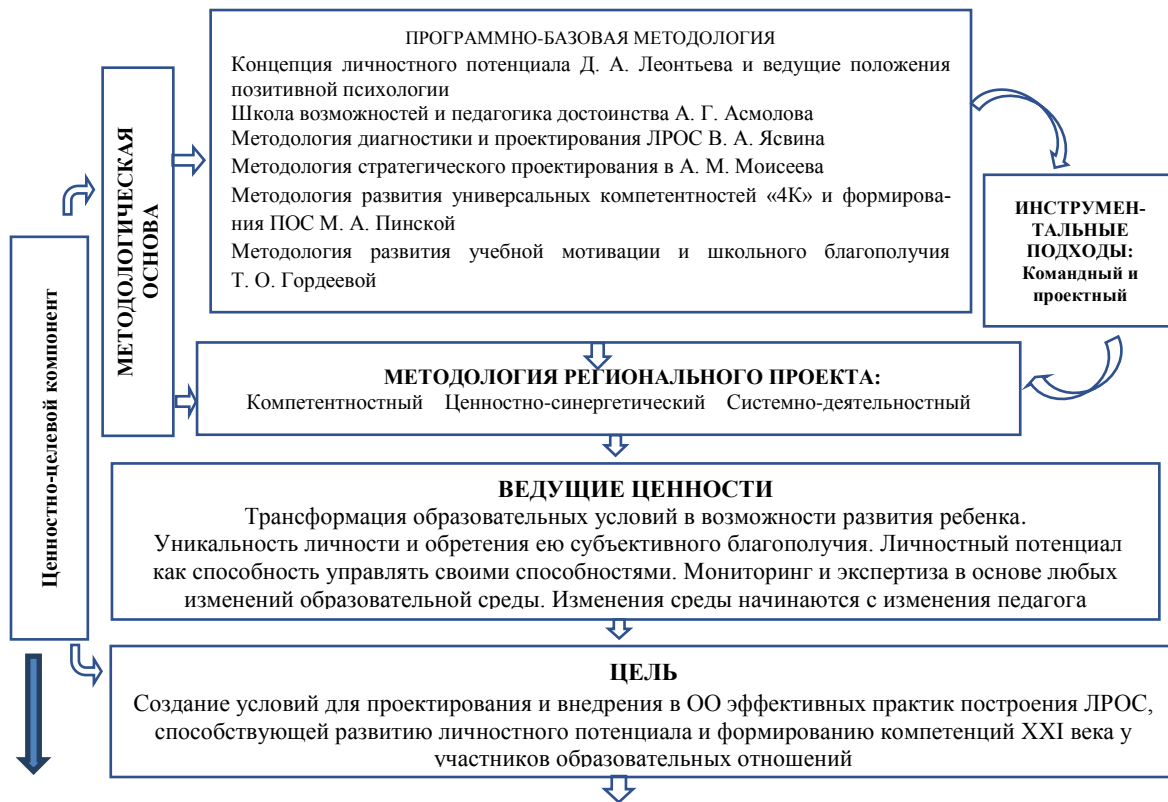 Ценностно-целевой компонент
МЕТОДОЛОГИЧЕСКАЯ
ОСНОВА
ПРОГРАММНО-БАЗОВАЯ МЕТОДОЛОГИЯ
Концепция личностного потенциала Д. А. Леонтьева и ведущие положения
позитивной психологии
Школа возможностей и педагогика достоинства А. Г. Асмолова
Методология диагностики и проектирования ЛРОС В. А. Ясвина
Методология стратегического проектирования в А. М. Моисеева
Методология развития универсальных компетентностей «4К» и формирова-
ния ПОС М. А. Пинской
Методология развития учебной мотивации и школьного благополучия
Т. О. Гордеевой
ИНСТРУМЕН-
ТАЛЬНЫЕ
ПОДХОДЫ:
Командный и
проектный
МЕТОДОЛОГИЯ РЕГИОНАЛЬНОГО ПРОЕКТА:
Компетентностный Ценностно-синергетический Системно-деятельностный
ВЕДУЩИЕ ЦЕННОСТИ
Трансформация образовательных условий в возможности развития ребенка.
Уникальность личности и обретения ею субъективного благополучия. Личностный потенциал
как способность управлять своими способностями. Мониторинг и экспертиза в основе любых
изменений образовательной среды. Изменения среды начинаются с изменения педагога
ЦЕЛЬ
Создание условий для проектирования и внедрения в ОО эффективных практик построения ЛРОС,
способствующей развитию личностного потенциала и формированию компетенций XXI века у
участников образовательных отношений